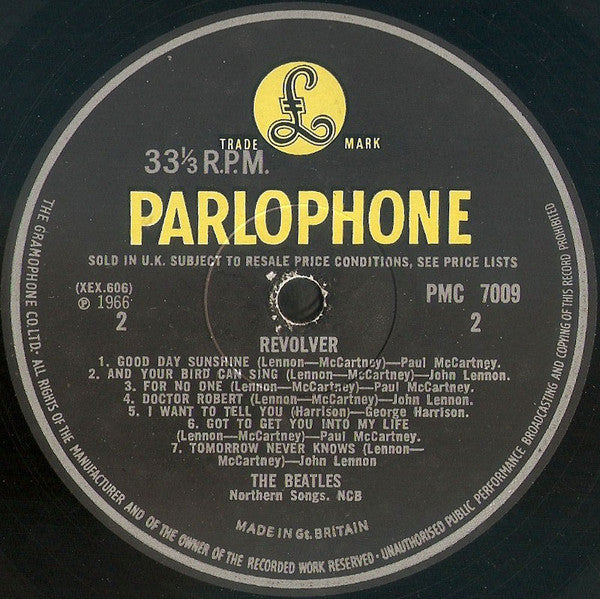 £
TRADE MARK
33⅓ R.P.M.
PARLOPHONE
SOLD IN U.K. SUBJECT TO RESALE PRICE CONDITIONS, SEE PRICE LISTS
(XEX.606)
℗ 1966
2
PMC 7009
2
REVOLVER
1. GOOD DAY SUNSHINE (Lennon—McCartney)—Paul McCartney.
2. AND YOUR BIRD CAN SING (Lennon—McCartney)—John Lennon.
3. FOR NO ONE (Lennon—McCartney)—Paul McCartney.
4. DOCTOR ROBERT (Lennon—McCartney)—John Lennon.
5. I WANT TO TELL YOU (Harrison)—George Harrison.
6. GOT TO GET YOU INTO MY LIFE
(Lennon—McCartney)—Paul McCartney.
7. TOMORROW NEVER KNOWS (Lennon—
McCartney)—John Lennon
THE BEATLES
Northern Songs. NCB
MADE IN Gt. BRITAIN
THE GRAMOPHONE CO. LTD. · ALL RIGHTS OF THE MANUFACTURER AND OF THE OWNER OF THE RECORDED WORK RESERVED · UNAUTHORISED PUBLIC PERFORMANCE BROADCASTING AND COPYING OF THIS RECORD PROHIBITED